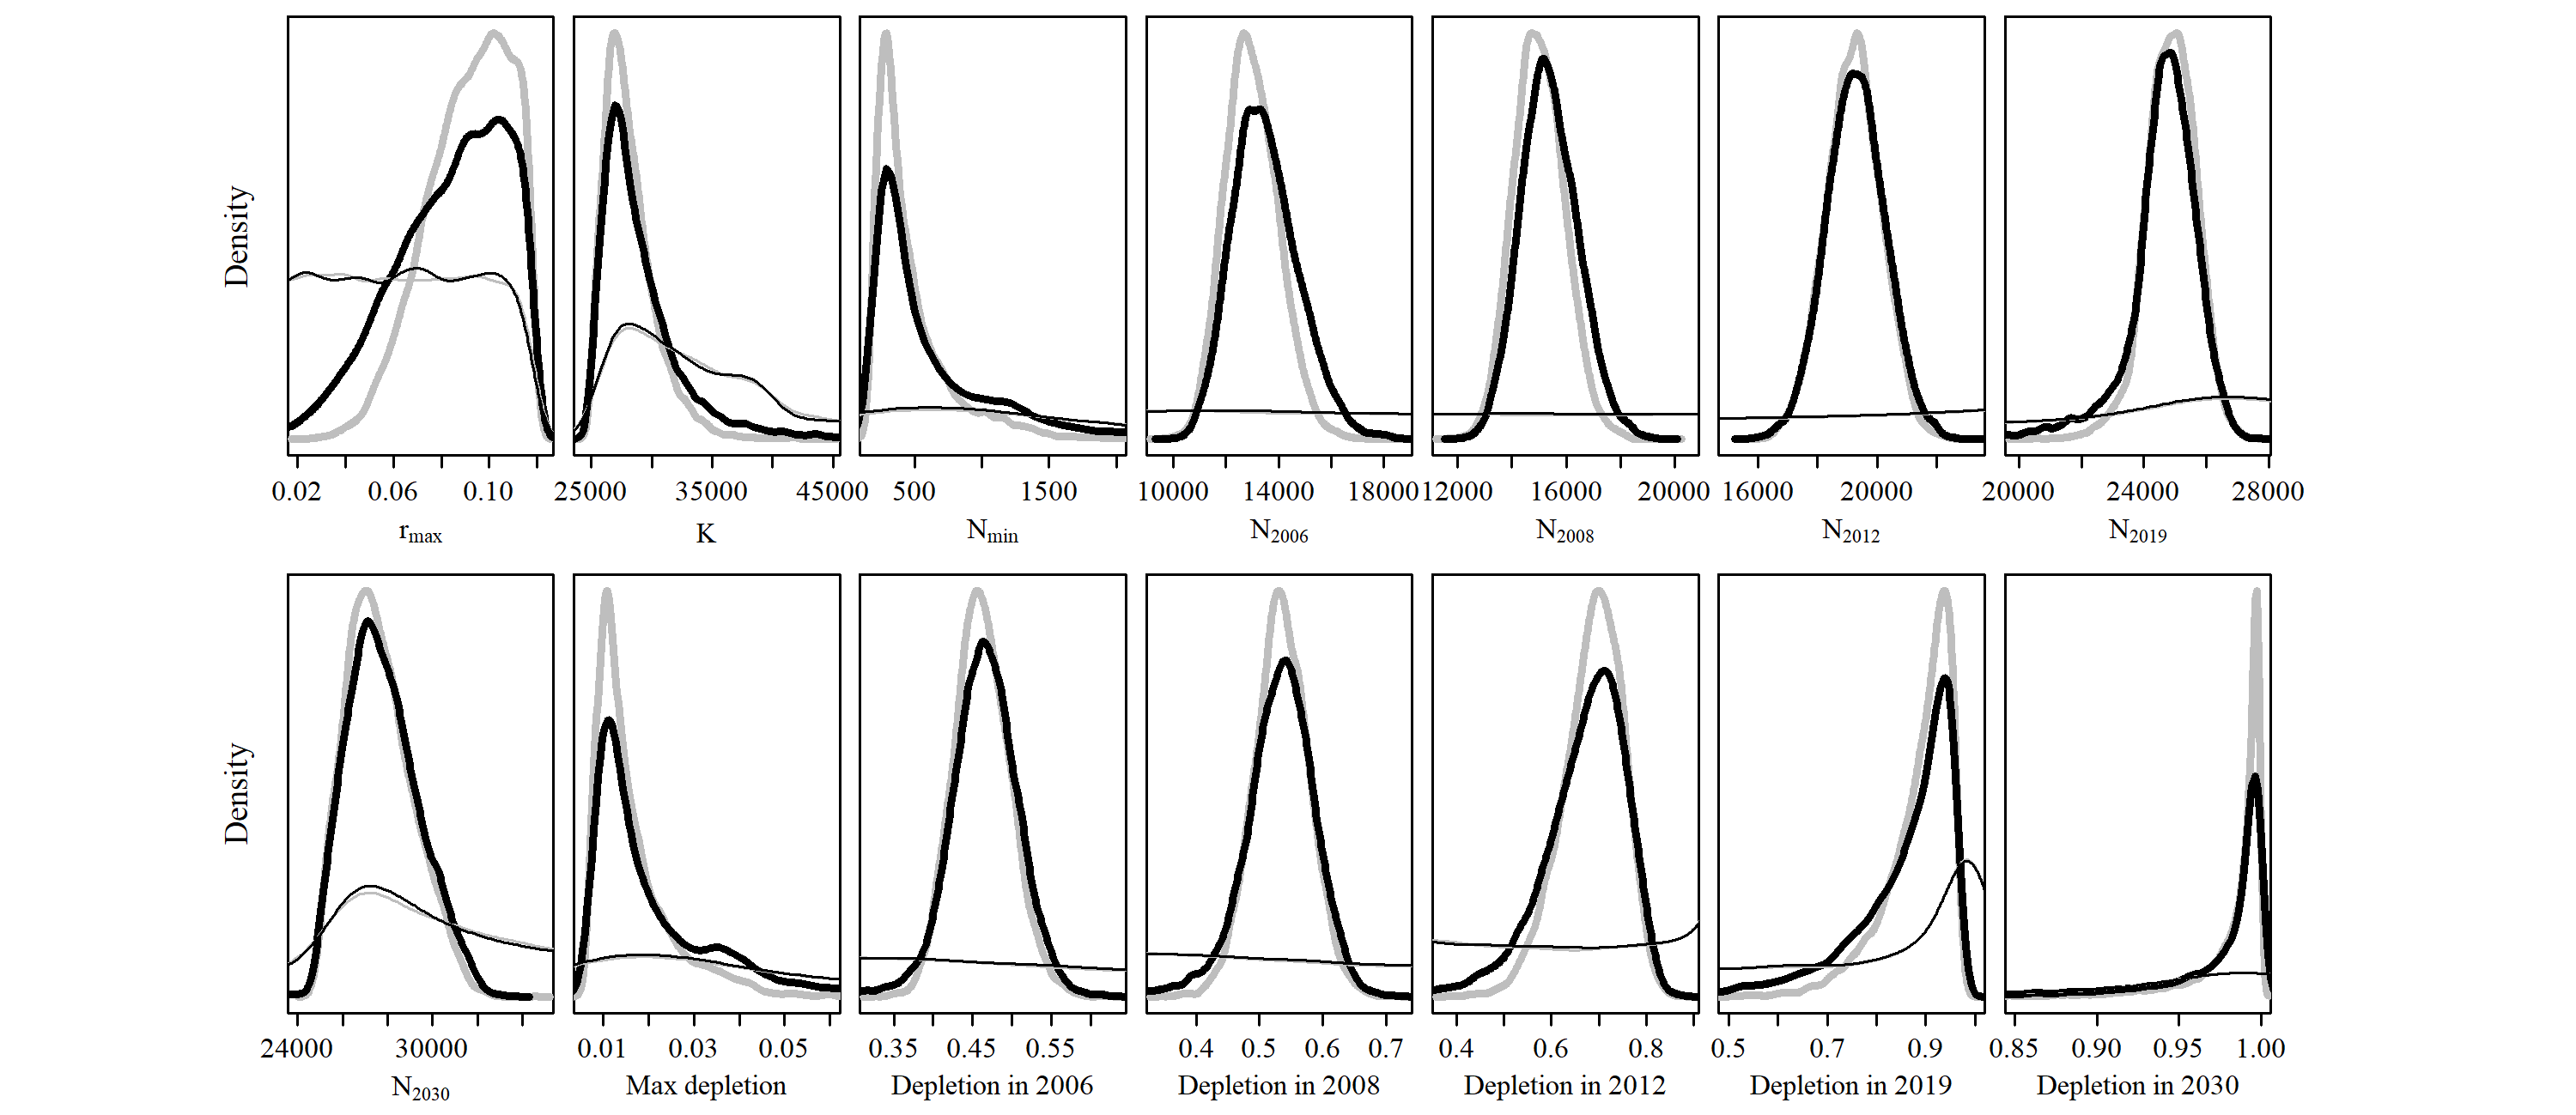 Density
0.02 0.06 0.10
r_max
25000 35000 45000
K
500 1500
N_min
10000 14000 18000
N_2006
12000 16000 20000
N_2008
16000 20000
N_2012
20000 24000 28000
N_2019
Density
24000 30000
N_2030
0.01 0.03 0.05
Max depletion
0.35 0.45 0.55
Depletion in 2006
0.4 0.5 0.6 0.7
Depletion in 2008
0.4 0.6 0.8
Depletion in 2012
0.5 0.7 0.9
Depletion in 2019
0.85 0.90 0.95 1.00
Depletion in 2030